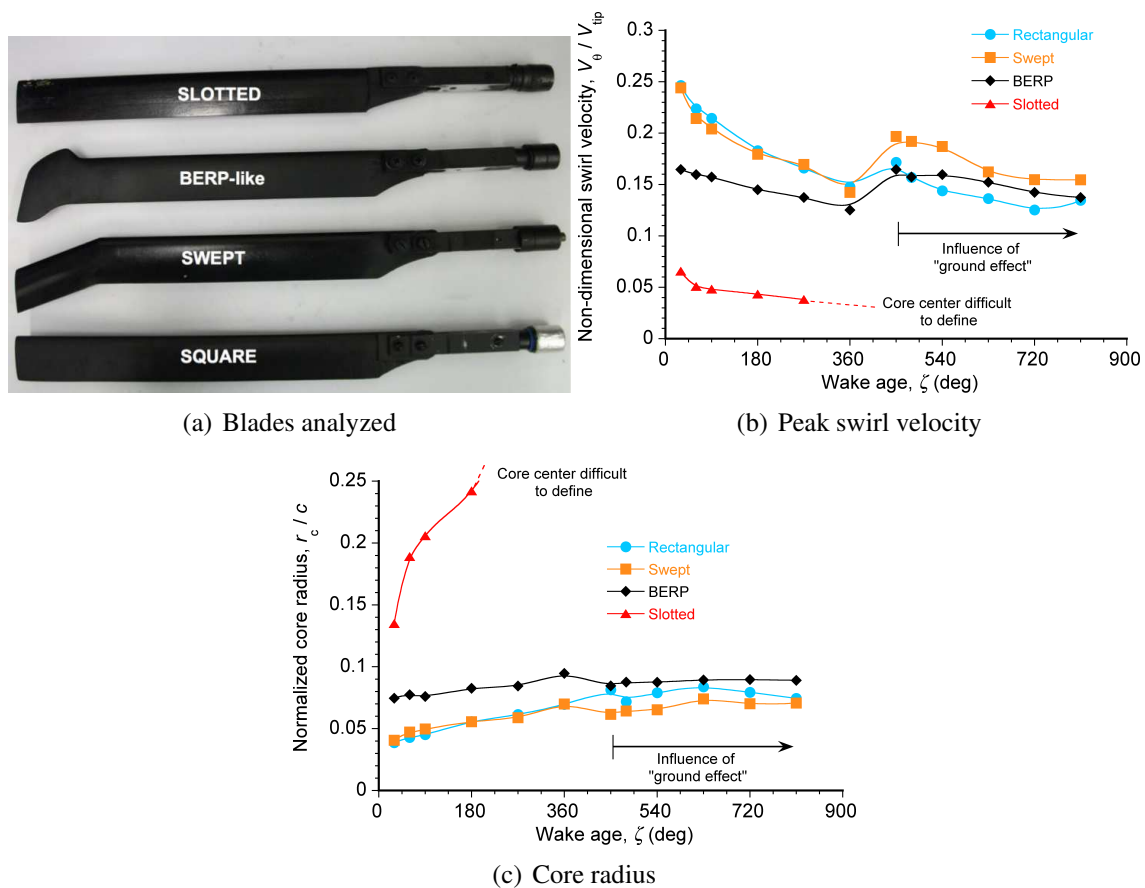 SLOTTED
BERP-like
SWEPT
SQUARE
(a) Blades analyzed
Non-dimensional swirl velocity, V_θ / V_tip
0.3
0.25
0.2
0.15
0.1
0.05
0
Rectangular
Swept
BERP
Slotted
Influence of
"ground effect"
Core center difficult
to define
0 180 360 540 720 900
Wake age, ζ (deg)
(b) Peak swirl velocity
Normalized core radius, r_c / c
0.25
0.2
0.15
0.1
0.05
0
Core center difficult
to define
Rectangular
Swept
BERP
Slotted
Influence of
"ground effect"
0 180 360 540 720 900
Wake age, ζ (deg)
(c) Core radius